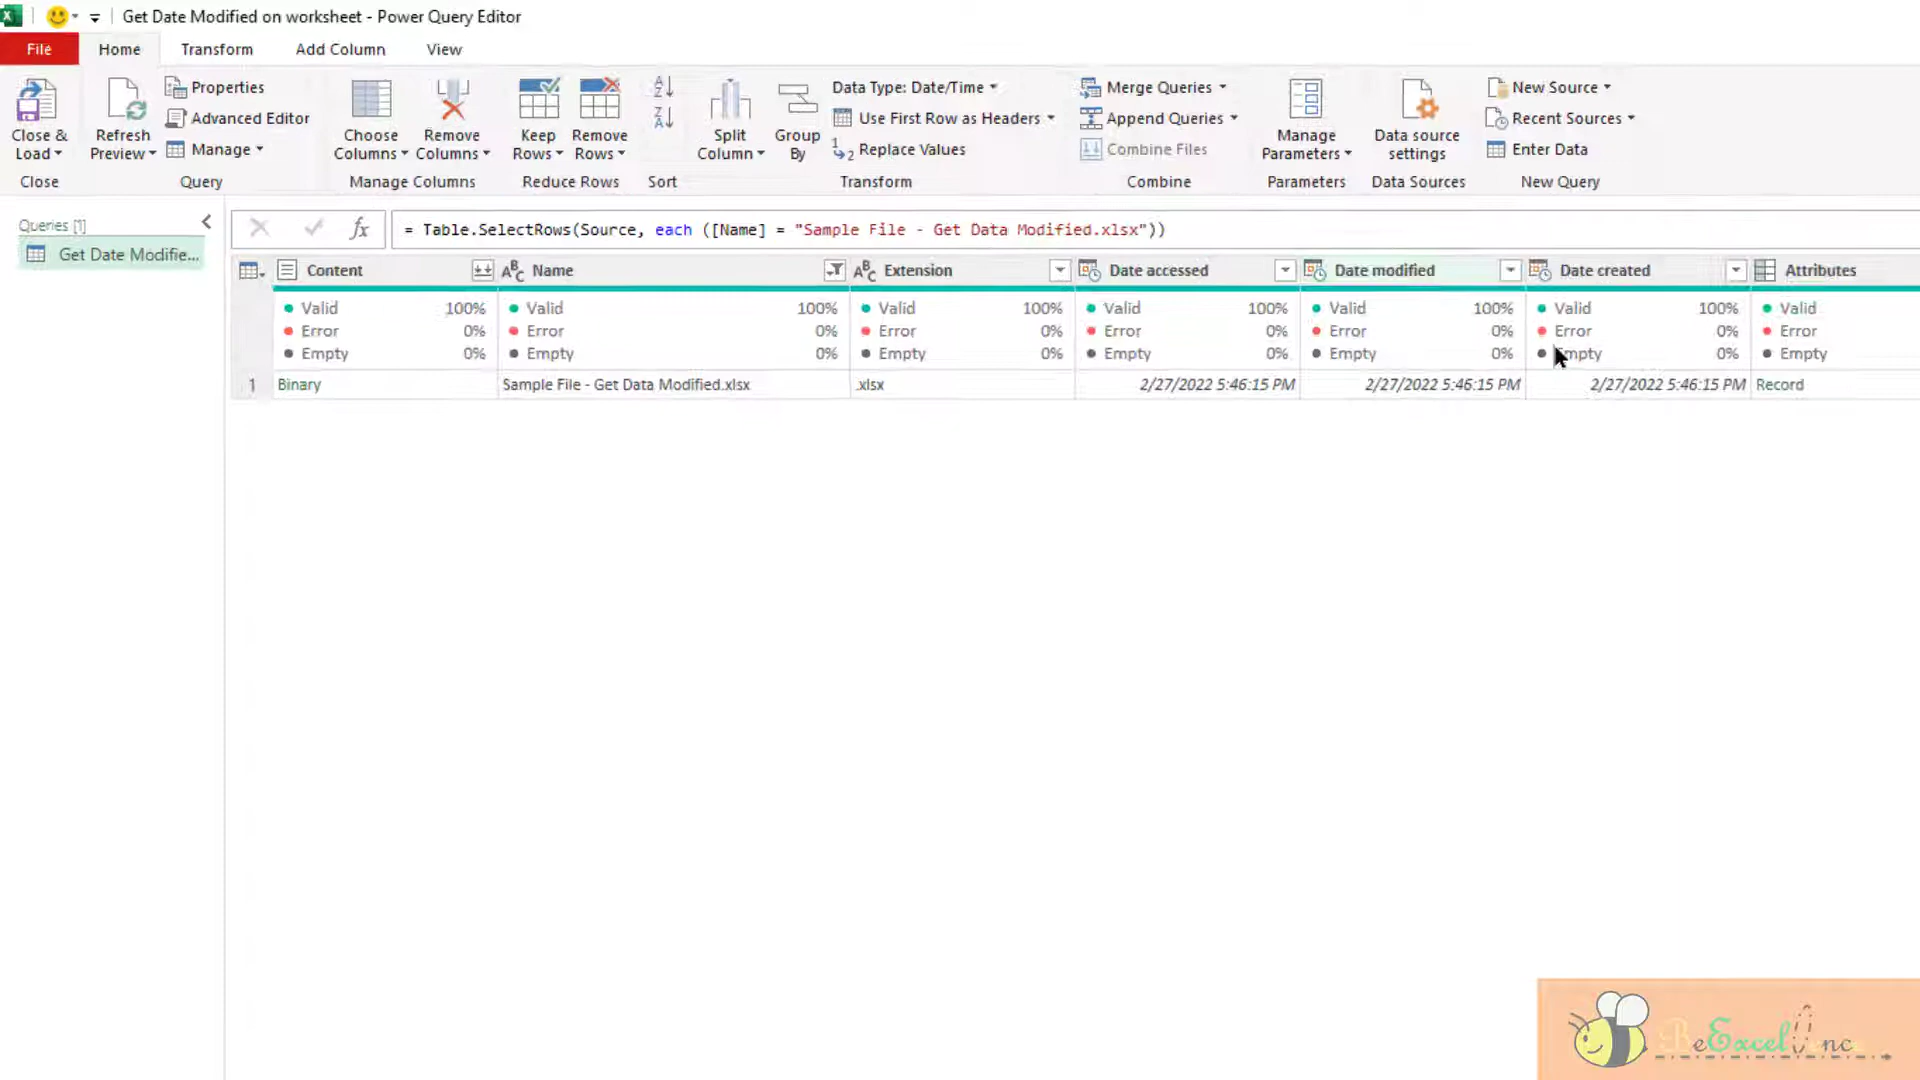 Get Date Modified on worksheet - Power Query Editor
File Home Transform Add Column View
Close & Load
Refresh Preview
Properties
Advanced Editor
Manage
Choose Columns
Remove Columns
Keep Rows
Remove Rows
Split Column
Group By
Data Type: Date/Time
Use First Row as Headers
Replace Values
Merge Queries
Append Queries
Combine Files
Manage Parameters
Data source settings
New Source
Recent Sources
Enter Data
Close Query Manage Columns Reduce Rows Sort Transform Combine Parameters Data Sources New Query
Queries [1]
Get Date Modifie...
fx = Table.SelectRows(Source, each ([Name] = "Sample File - Get Data Modified.xlsx"))
Content Name Extension Date accessed Date modified Date created Attributes
Valid 100% Valid 100% Valid 100% Valid 100% Valid 100% Valid 100% Valid
Error 0% Error 0% Error 0% Error 0% Error 0% Error 0% Error
Empty 0% Empty 0% Empty 0% Empty 0% Empty 0% Empty 0% Empty
1 Binary Sample File - Get Data Modified.xlsx .xlsx 2/27/2022 5:46:15 PM 2/27/2022 5:46:15 PM 2/27/2022 5:46:15 PM Record